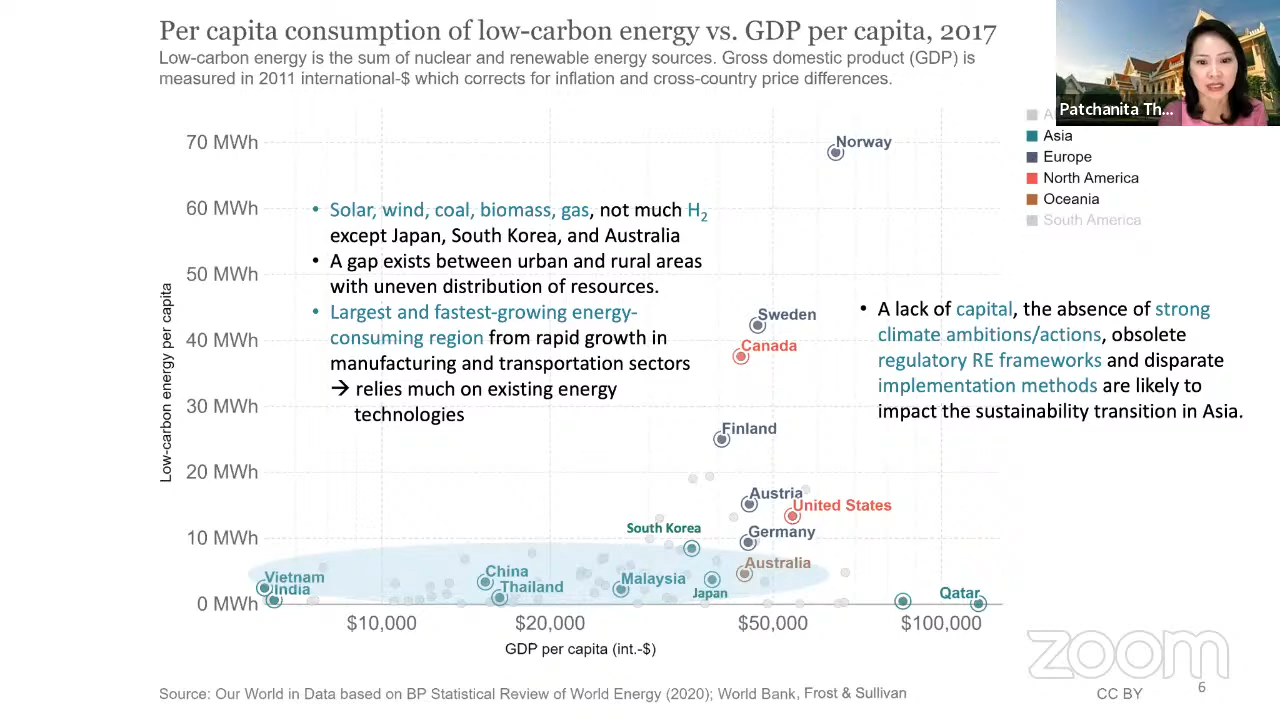 Per capita consumption of low-carbon energy vs. GDP per capita, 2017
Low-carbon energy is the sum of nuclear and renewable energy sources. Gross domestic product (GDP) is
measured in 2011 international-$ which corrects for inflation and cross-country price differences.
Patchanita Th...
Asia
Europe
North America
Oceania
South America
70 MWh
60 MWh
50 MWh
40 MWh
30 MWh
20 MWh
10 MWh
0 MWh
Low-carbon energy per capita
• Solar, wind, coal, biomass, gas, not much H₂
except Japan, South Korea, and Australia
• A gap exists between urban and rural areas
with uneven distribution of resources.
• Largest and fastest-growing energy-
consuming region from rapid growth in
manufacturing and transportation sectors
→ relies much on existing energy
technologies
• A lack of capital, the absence of strong
climate ambitions/actions, obsolete
regulatory RE frameworks and disparate
implementation methods are likely to
impact the sustainability transition in Asia.
Norway
Sweden
Canada
Finland
Austria
United States
South Korea
Germany
Australia
Vietnam
India
China
Thailand
Malaysia
Japan
Qatar
$10,000
$20,000
$50,000
$100,000
GDP per capita (int.-$)
zoom
Source: Our World in Data based on BP Statistical Review of World Energy (2020); World Bank, Frost & Sullivan
CC BY
6